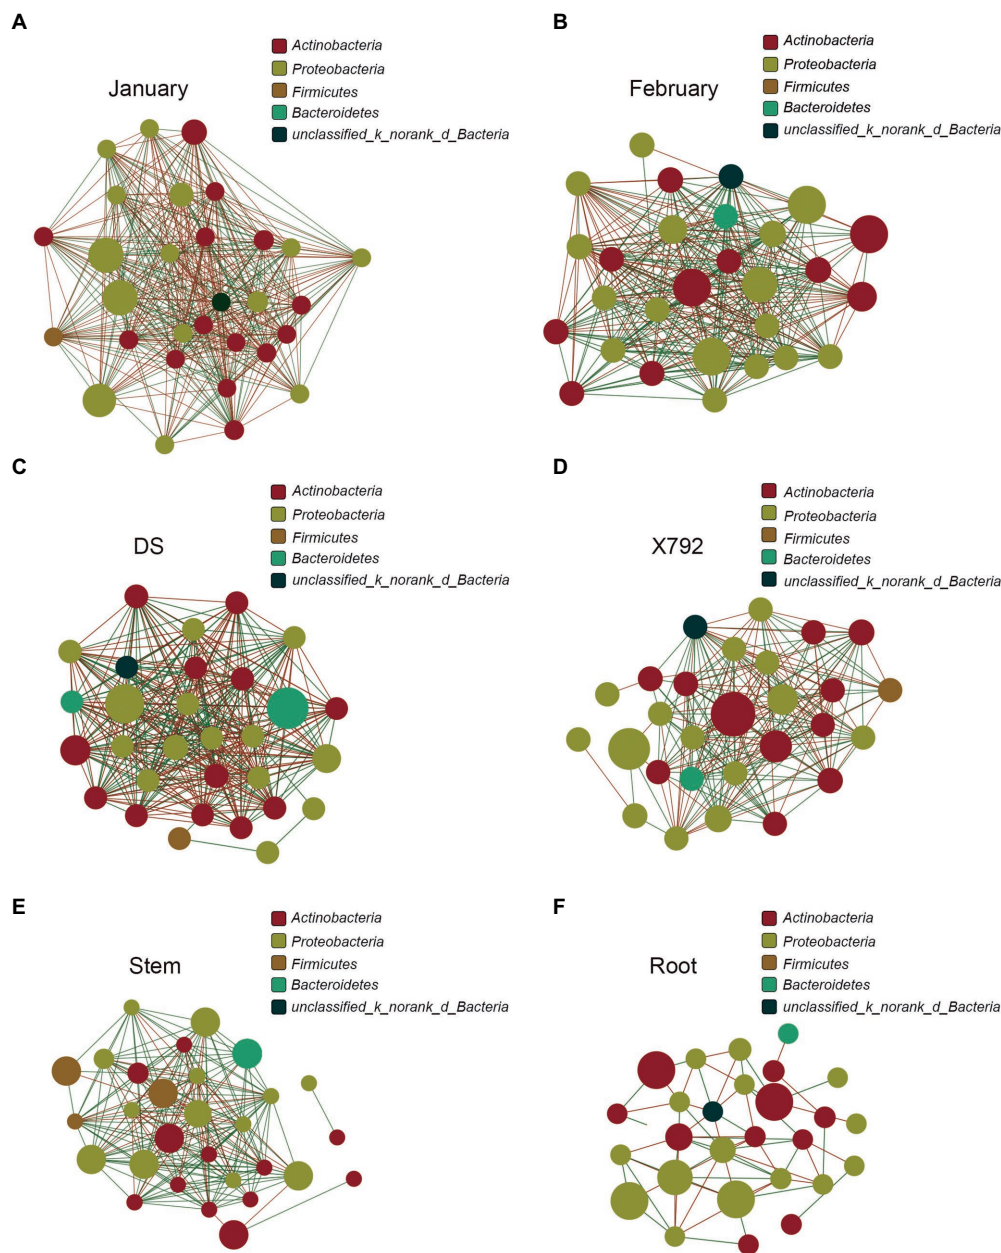 A
January
Actinobacteria
Proteobacteria
Firmicutes
Bacteroidetes
unclassified_k_norank_d_Bacteria
B
February
Actinobacteria
Proteobacteria
Firmicutes
Bacteroidetes
unclassified_k_norank_d_Bacteria
C
DS
Actinobacteria
Proteobacteria
Firmicutes
Bacteroidetes
unclassified_k_norank_d_Bacteria
D
X792
Actinobacteria
Proteobacteria
Firmicutes
Bacteroidetes
unclassified_k_norank_d_Bacteria
E
Stem
Actinobacteria
Proteobacteria
Firmicutes
Bacteroidetes
unclassified_k_norank_d_Bacteria
F
Root
Actinobacteria
Proteobacteria
Firmicutes
Bacteroidetes
unclassified_k_norank_d_Bacteria